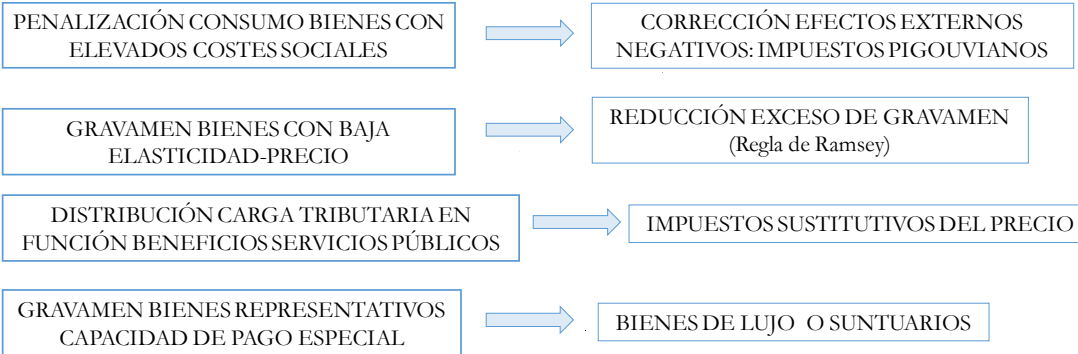 PENALIZACIÓN CONSUMO BIENES CON
ELEVADOS COSTES SOCIALES
CORRECCIÓN EFECTOS EXTERNOS
NEGATIVOS: IMPUESTOS PIGOUVIANOS
GRAVAMEN BIENES CON BAJA
ELASTICIDAD-PRECIO
REDUCCIÓN EXCESO DE GRAVAMEN
(Regla de Ramsey)
DISTRIBUCIÓN CARGA TRIBUTARIA EN
FUNCIÓN BENEFICIOS SERVICIOS PÚBLICOS
IMPUESTOS SUSTITUTIVOS DEL PRECIO
GRAVAMEN BIENES REPRESENTATIVOS
CAPACIDAD DE PAGO ESPECIAL
BIENES DE LUJO O SUNTUARIOS